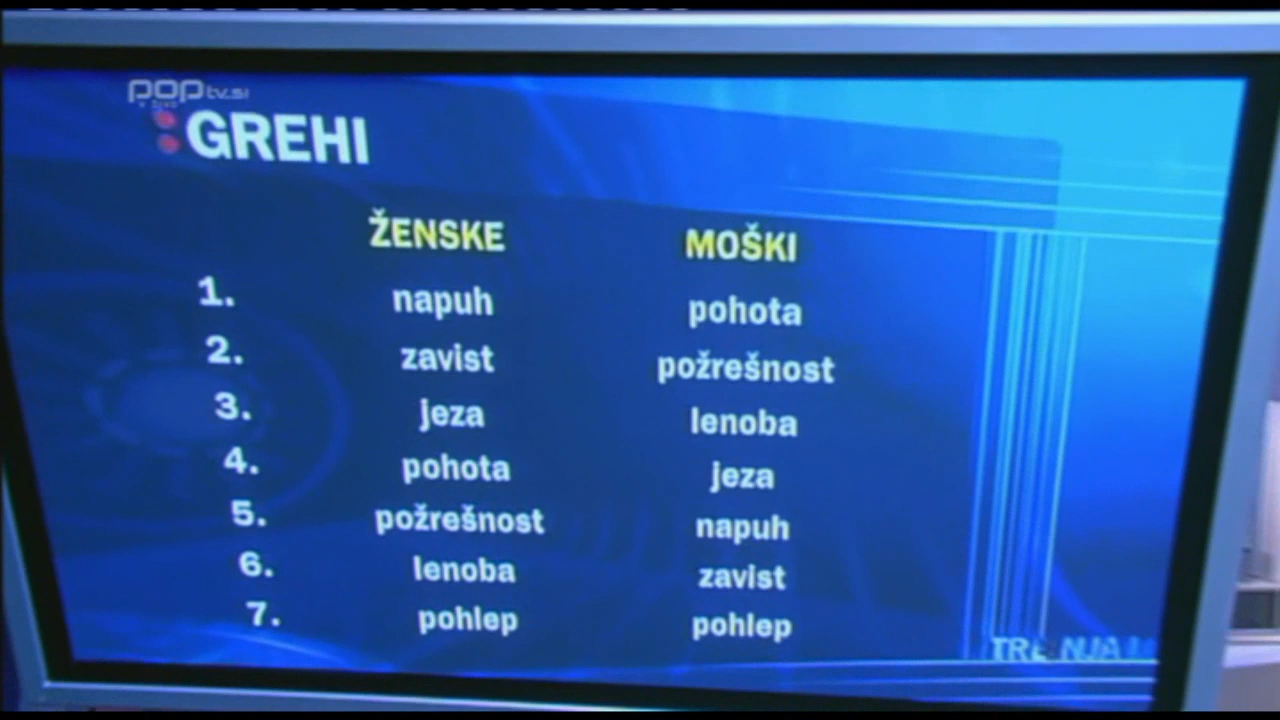 POPtv.si
V ŽIVO
GREHI
ŽENSKE MOŠKI
1. napuh pohota
2. zavist požrešnost
3. jeza lenoba
4. pohota jeza
5. požrešnost napuh
6. lenoba zavist
7. pohlep pohlep